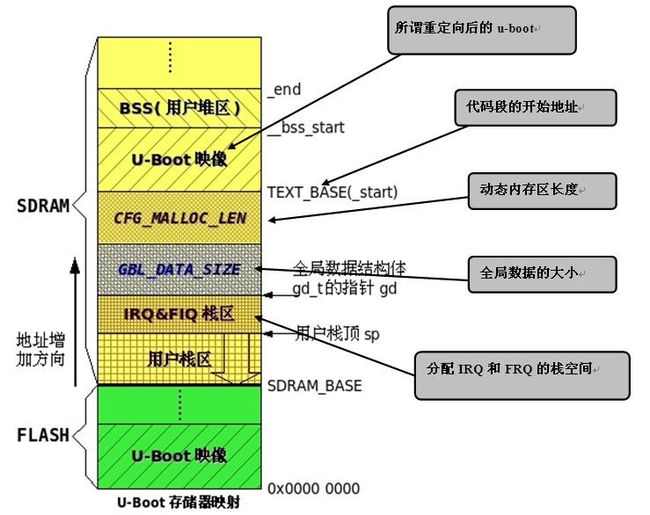 所谓重定向后的 u-boot
_end
BSS(用户堆区)
代码段的开始地址
__bss_start
U-Boot 映像
TEXT_BASE(_start)
动态内存区长度
SDRAM
CFG_MALLOC_LEN
GBL_DATA_SIZE
全局数据结构体
gd_t的指针 gd
全局数据的大小
IRQ&FIQ 栈区
用户栈顶 sp
地址增
加方向
用户栈区
分配 IRQ 和 FRQ 的栈空间
SDRAM_BASE
FLASH
U-Boot 映像
0x0000 0000
U-Boot 存储器映射